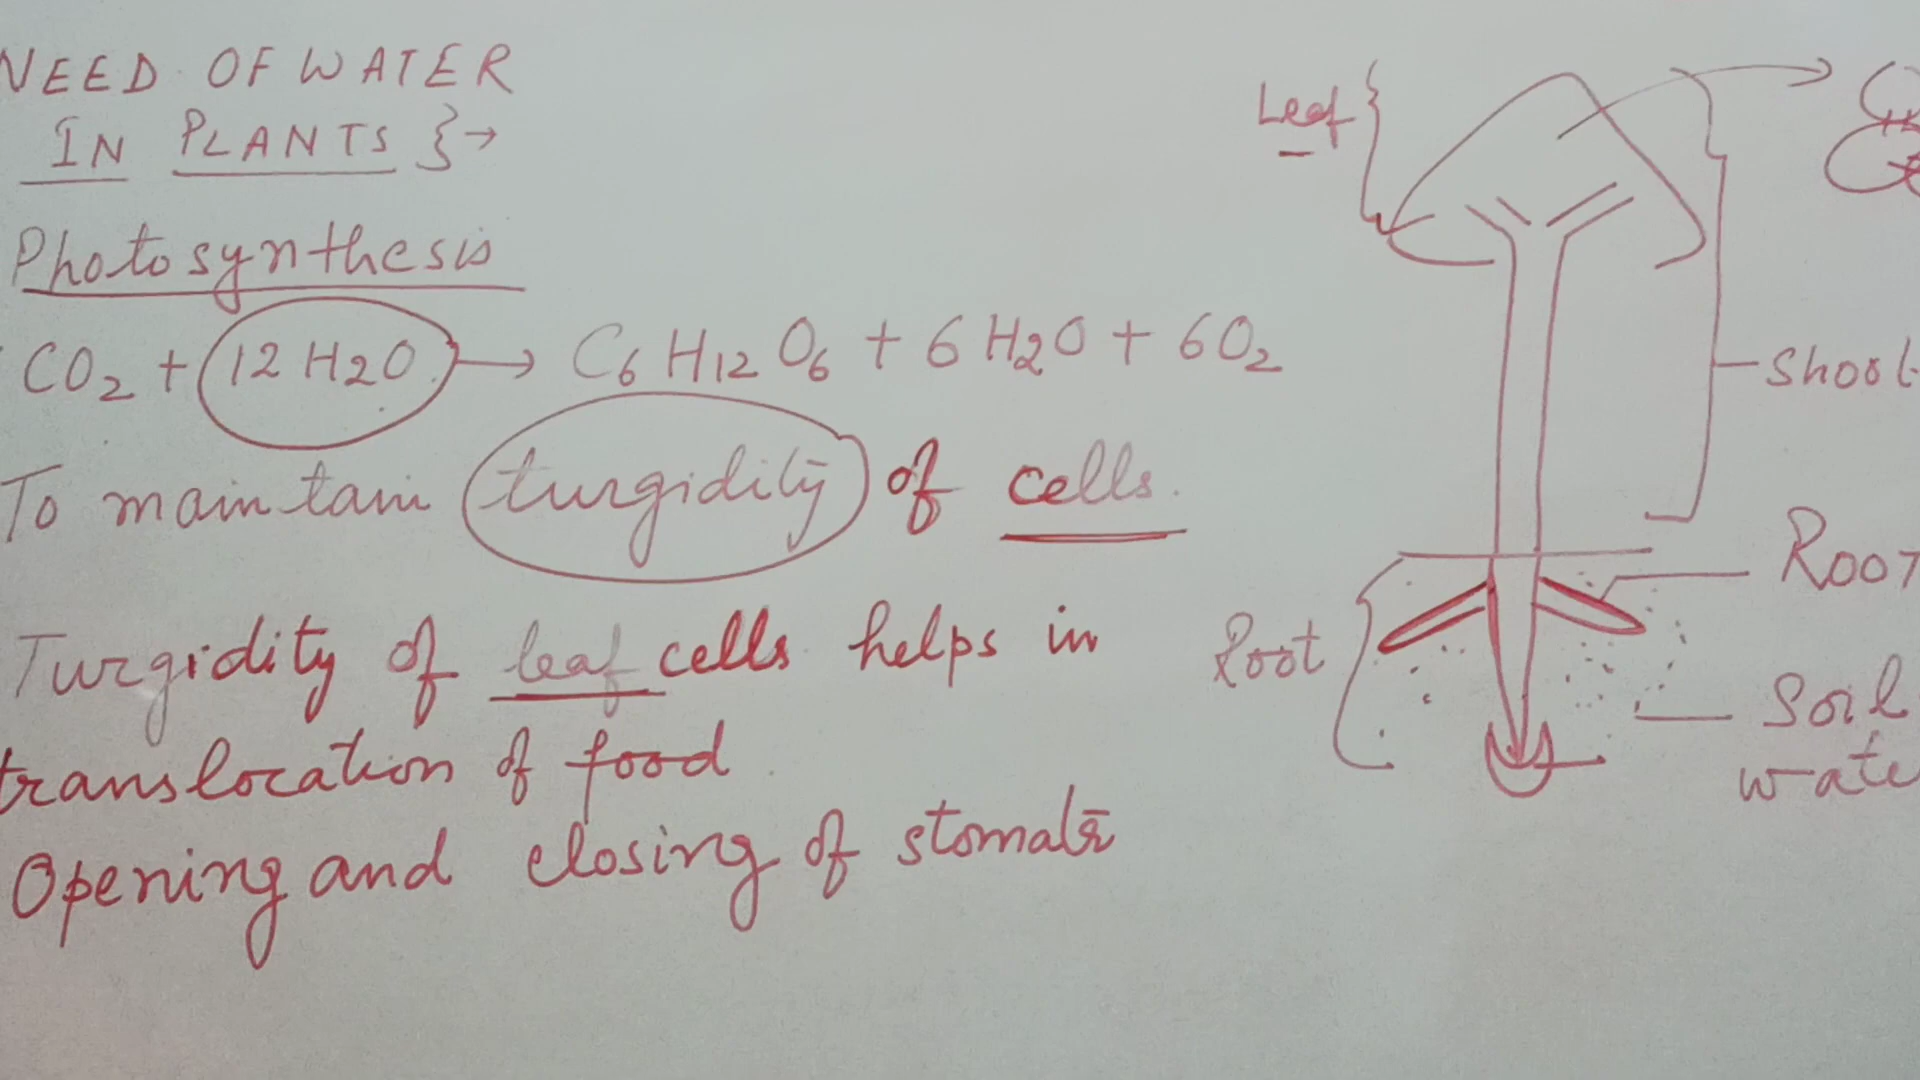 NEED OF WATER
IN PLANTS }→
Photosynthesis
CO2 + 12 H2O → C6 H12 O6 + 6 H2O + 6O2
To maintain turgidity of cells.
Turgidity of leaf cells helps in
translocation of food
Opening and closing of stomata
Leaf
Shoot
Root
Root
Soil
wate